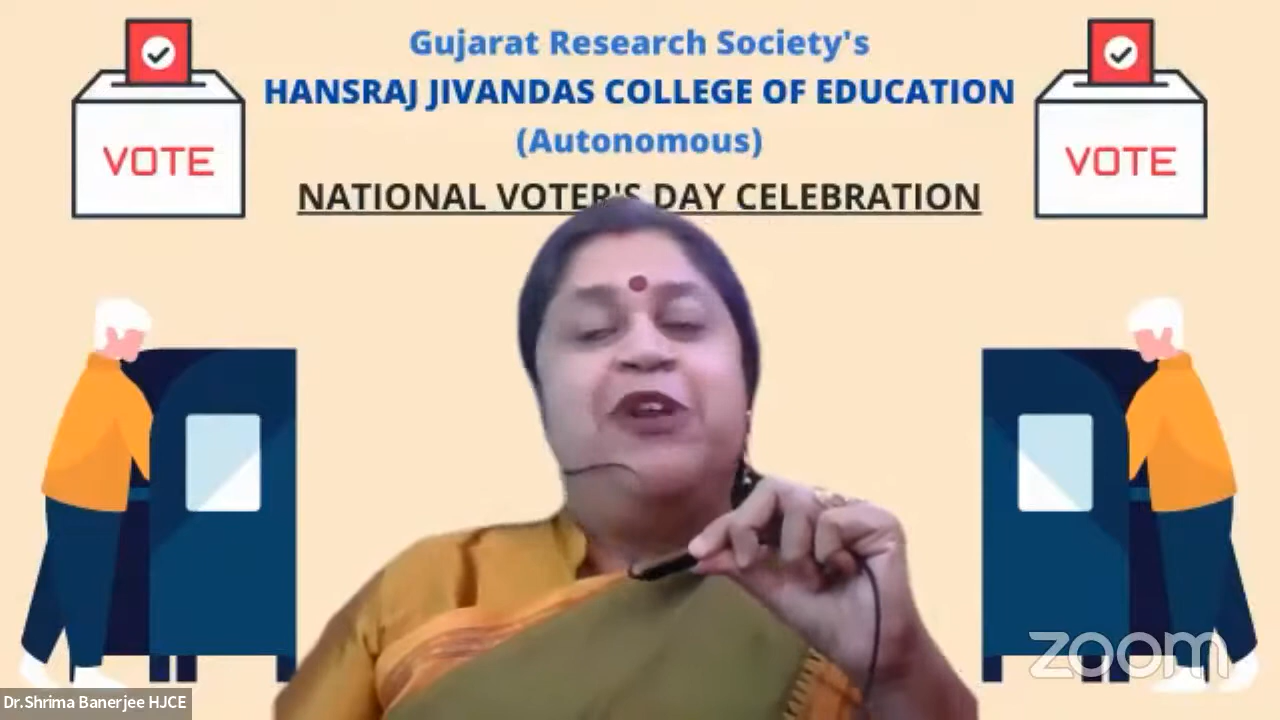 Gujarat Research Society's
HANSRAJ JIVANDAS COLLEGE OF EDUCATION
(Autonomous)
NATIONAL VOTER'S DAY CELEBRATION
VOTE
VOTE
zoom
Dr.Shrima Banerjee HJCE